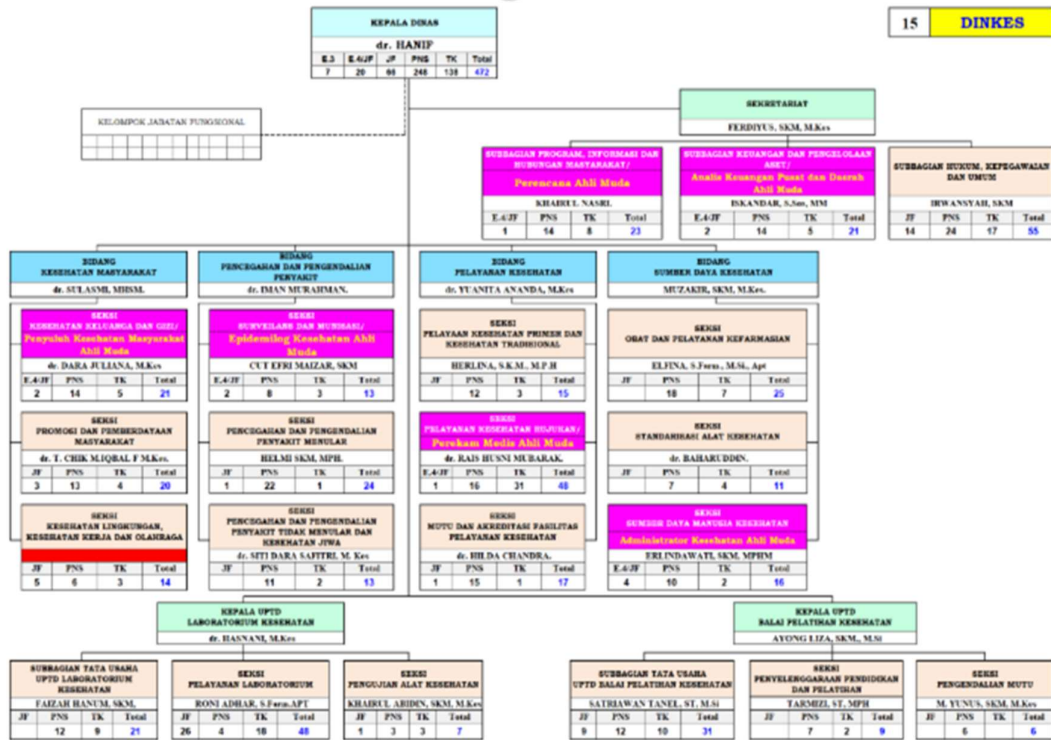 KEPALA DINAS
dr. HANIF
E.3 E.4/JF JF PNS TK Total
7 20 66 248 138 472
15 DINKES
KELOMPOK JABATAN FUNGSIONAL
SEKRETARIAT
FERDIYUS, SKM, M.Kes
SUBBAGIAN PROGRAM, INFORMASI DAN
HUBUNGAN MASYARAKAT/
Perencana Ahli Muda
KHAIRUL NASRI.
E.4/JF PNS TK Total
1 14 8 23
SUBBAGIAN KEUANGAN DAN PENGELOLAAN
ASET/
Analis Keuangan Pusat dan Daerah
Ahli Muda
ISKANDAR, S.Sos, MM
E.4/JF PNS TK Total
2 14 5 21
SUBBAGIAN HUKUM, KEPEGAWAIAN
DAN UMUM
IRWANSYAH, SKM
JF PNS TK Total
14 24 17 55
BIDANG
KESEHATAN MASYARAKAT
dr. SULASMI, MHSM.
BIDANG
PENCEGAHAN DAN PENGENDALIAN
PENYAKIT
dr. IMAN MURAHMAN.
BIDANG
PELAYANAN KESEHATAN
dr. YUANITA ANANDA, M.Kes
BIDANG
SUMBER DAYA KESEHATAN
MUZAKIR, SKM, M.Kes.
SEKSI
KESEHATAN KELUARGA DAN GIZI/
Penyuluh Kesehatan Masyarakat
Ahli Muda
dr. DARA JULIANA, M.Kes
E.4/JF PNS TK Total
2 14 5 21
SEKSI
SURVEILANS DAN
Epidemilog Kesehatan Ahli
Muda
CUT EFRI MAIZAR, SKM
E.4/JF PNS TK Total
2 8 3 13
SEKSI
PELAYAAN KESEHATAN PRIMER DAN
KESEHATAN TRADISIONAL
HERLINA, S.K.M., M.P.H
JF PNS TK Total
12 3 15
SEKSI
OBAT DAN PELAYANAN KEFARMASIAN
ELFINA, S.Farm., M.Si., Apt
JF PNS TK Total
18 7 25
SEKSI
PROMOSI DAN PEMBERDAYAAN
MASYARAKAT
dr. T. CHIK M.IQBAL F M.Kes.
JF PNS TK Total
3 13 4 20
SEKSI
PENCEGAHAN DAN PENGENDALIAN
PENYAKIT MENULAR
HELMI SKM, MPH.
JF PNS TK Total
1 22 1 24
SEKSI
PELAYANAN KESEHATAN RUJUKAN/
Perekam Medis Ahli Muda
dr. RAIS HUSNI MUBARAK.
E.4/JF PNS TK Total
1 16 31 48
SEKSI
STANDARISASI ALAT KESEHATAN
dr. BAHARUDDIN.
JF PNS TK Total
7 4 11
SEKSI
KESEHATAN LINGKUNGAN,
KESEHATAN KERJA DAN OLAHRAGA
JF PNS TK Total
5 6 3 14
SEKSI
PENCEGAHAN DAN PENGENDALIAN
PENYAKIT TIDAK MENULAR DAN
KESEHATAN JIWA
dr. SITI DARA SAFITRI, M. Kes
JF PNS TK Total
11 2 13
SEKSI
MUTU DAN AKREDITASI FASILITAS
PELAYANAN KESEHATAN
dr. HILDA CHANDRA.
JF PNS TK Total
1 15 1 17
SEKSI
SUMBER DAYA MANUSIA KESEHATAN
Administrator Kesehatan Ahli Muda
ERLINDAWATI, SKM, MPHM
E.4/JF PNS TK Total
4 10 2 16
KEPALA UPTD
LABORATORIUM KESEHATAN
dr. HASNANI, M.Kes
KEPALA UPTD
BALAI PELATIHAN KESEHATAN
AYONG LIZA, SKM., M.Si
SUBBAGIAN TATA USAHA
UPTD LABORATORIUM
KESEHATAN
FAIZAH HANUM, SKM,
JF PNS TK Total
12 9 21
SEKSI
PELAYANAN LABORATORIUM
RONI ADHAR, S.Farm.APT
JF PNS TK Total
26 4 18 48
SEKSI
PENGUJIAN ALAT KESEHATAN
KHAIRUL ABIDIN, SKM, M.Kes
JF PNS TK Total
1 3 3 7
SUBBAGIAN TATA USAHA
UPTD BALAI PELATIHAN KESEHATAN
SATRIAWAN TANEL, ST, M.Si
JF PNS TK Total
9 12 10 31
SEKSI
PENYELENGGARAAN PENDIDIKAN
DAN PELATIHAN
TARMIZI, ST, MPH
JF PNS TK Total
7 2 9
SEKSI
PENGENDALIAN MUTU
M. YUNUS, SKM, M.Kes
JF PNS TK Total
6 6